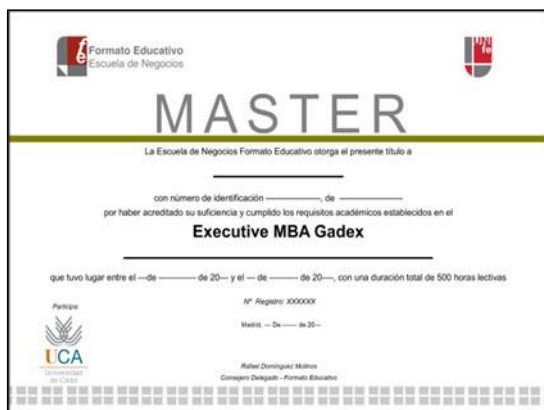 Formato Educativo
Escuela de Negocios
UNI
fe
MASTER
La Escuela de Negocios Formato Educativo otorga el presente título a
con número de identificación ------------------, de ---------------------
por haber acreditado su suficiencia y cumplido los requisitos académicos establecidos en el
Executive MBA Gadex
que tuvo lugar entre el ---de ------------ de 20--- y el --- de --------- de 20----, con una duración total de 500 horas lectivas
Nº Registro: XXXXXX
Participa:
Madrid, --- De ------ de 20---
UCA
Universidad
de Cádiz
Rafael Domínguez Molinos
Consejero Delegado - Formato Educativo